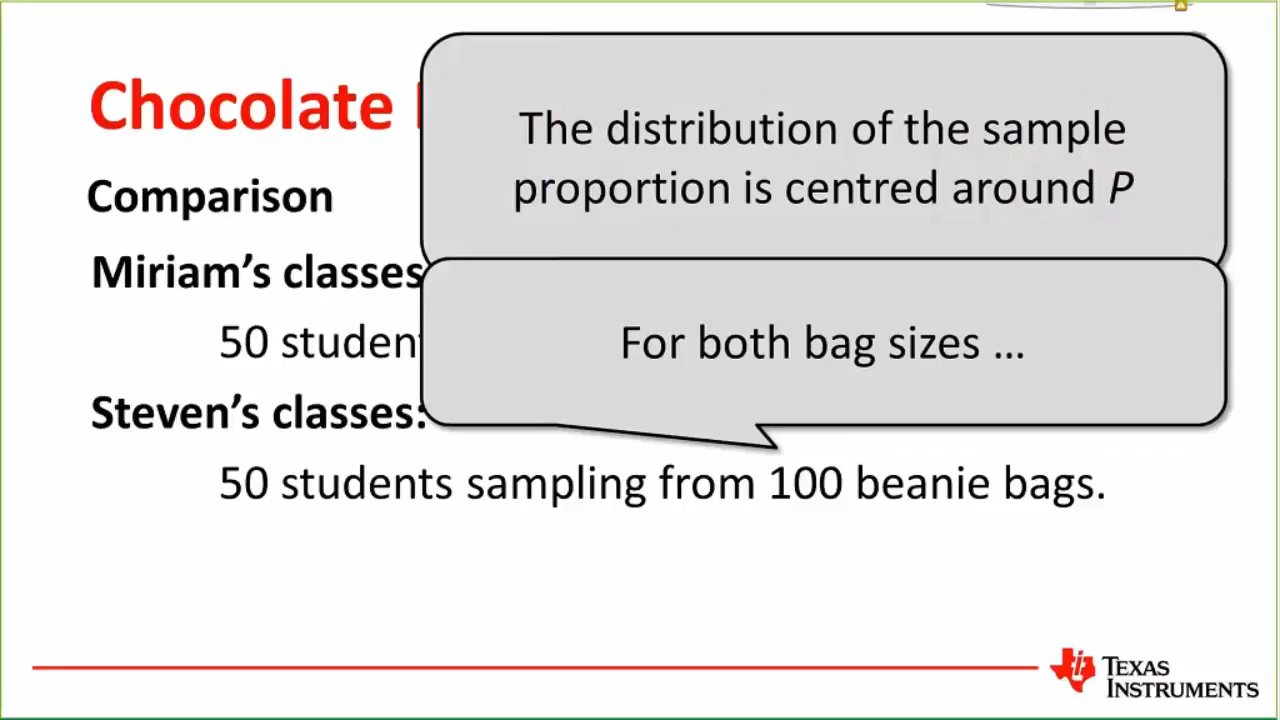 Chocolate
The distribution of the sample
proportion is centred around P
Comparison
Miriam’s classes
50 student
For both bag sizes ...
Steven’s classes:
50 students sampling from 100 beanie bags.
TEXAS
INSTRUMENTS